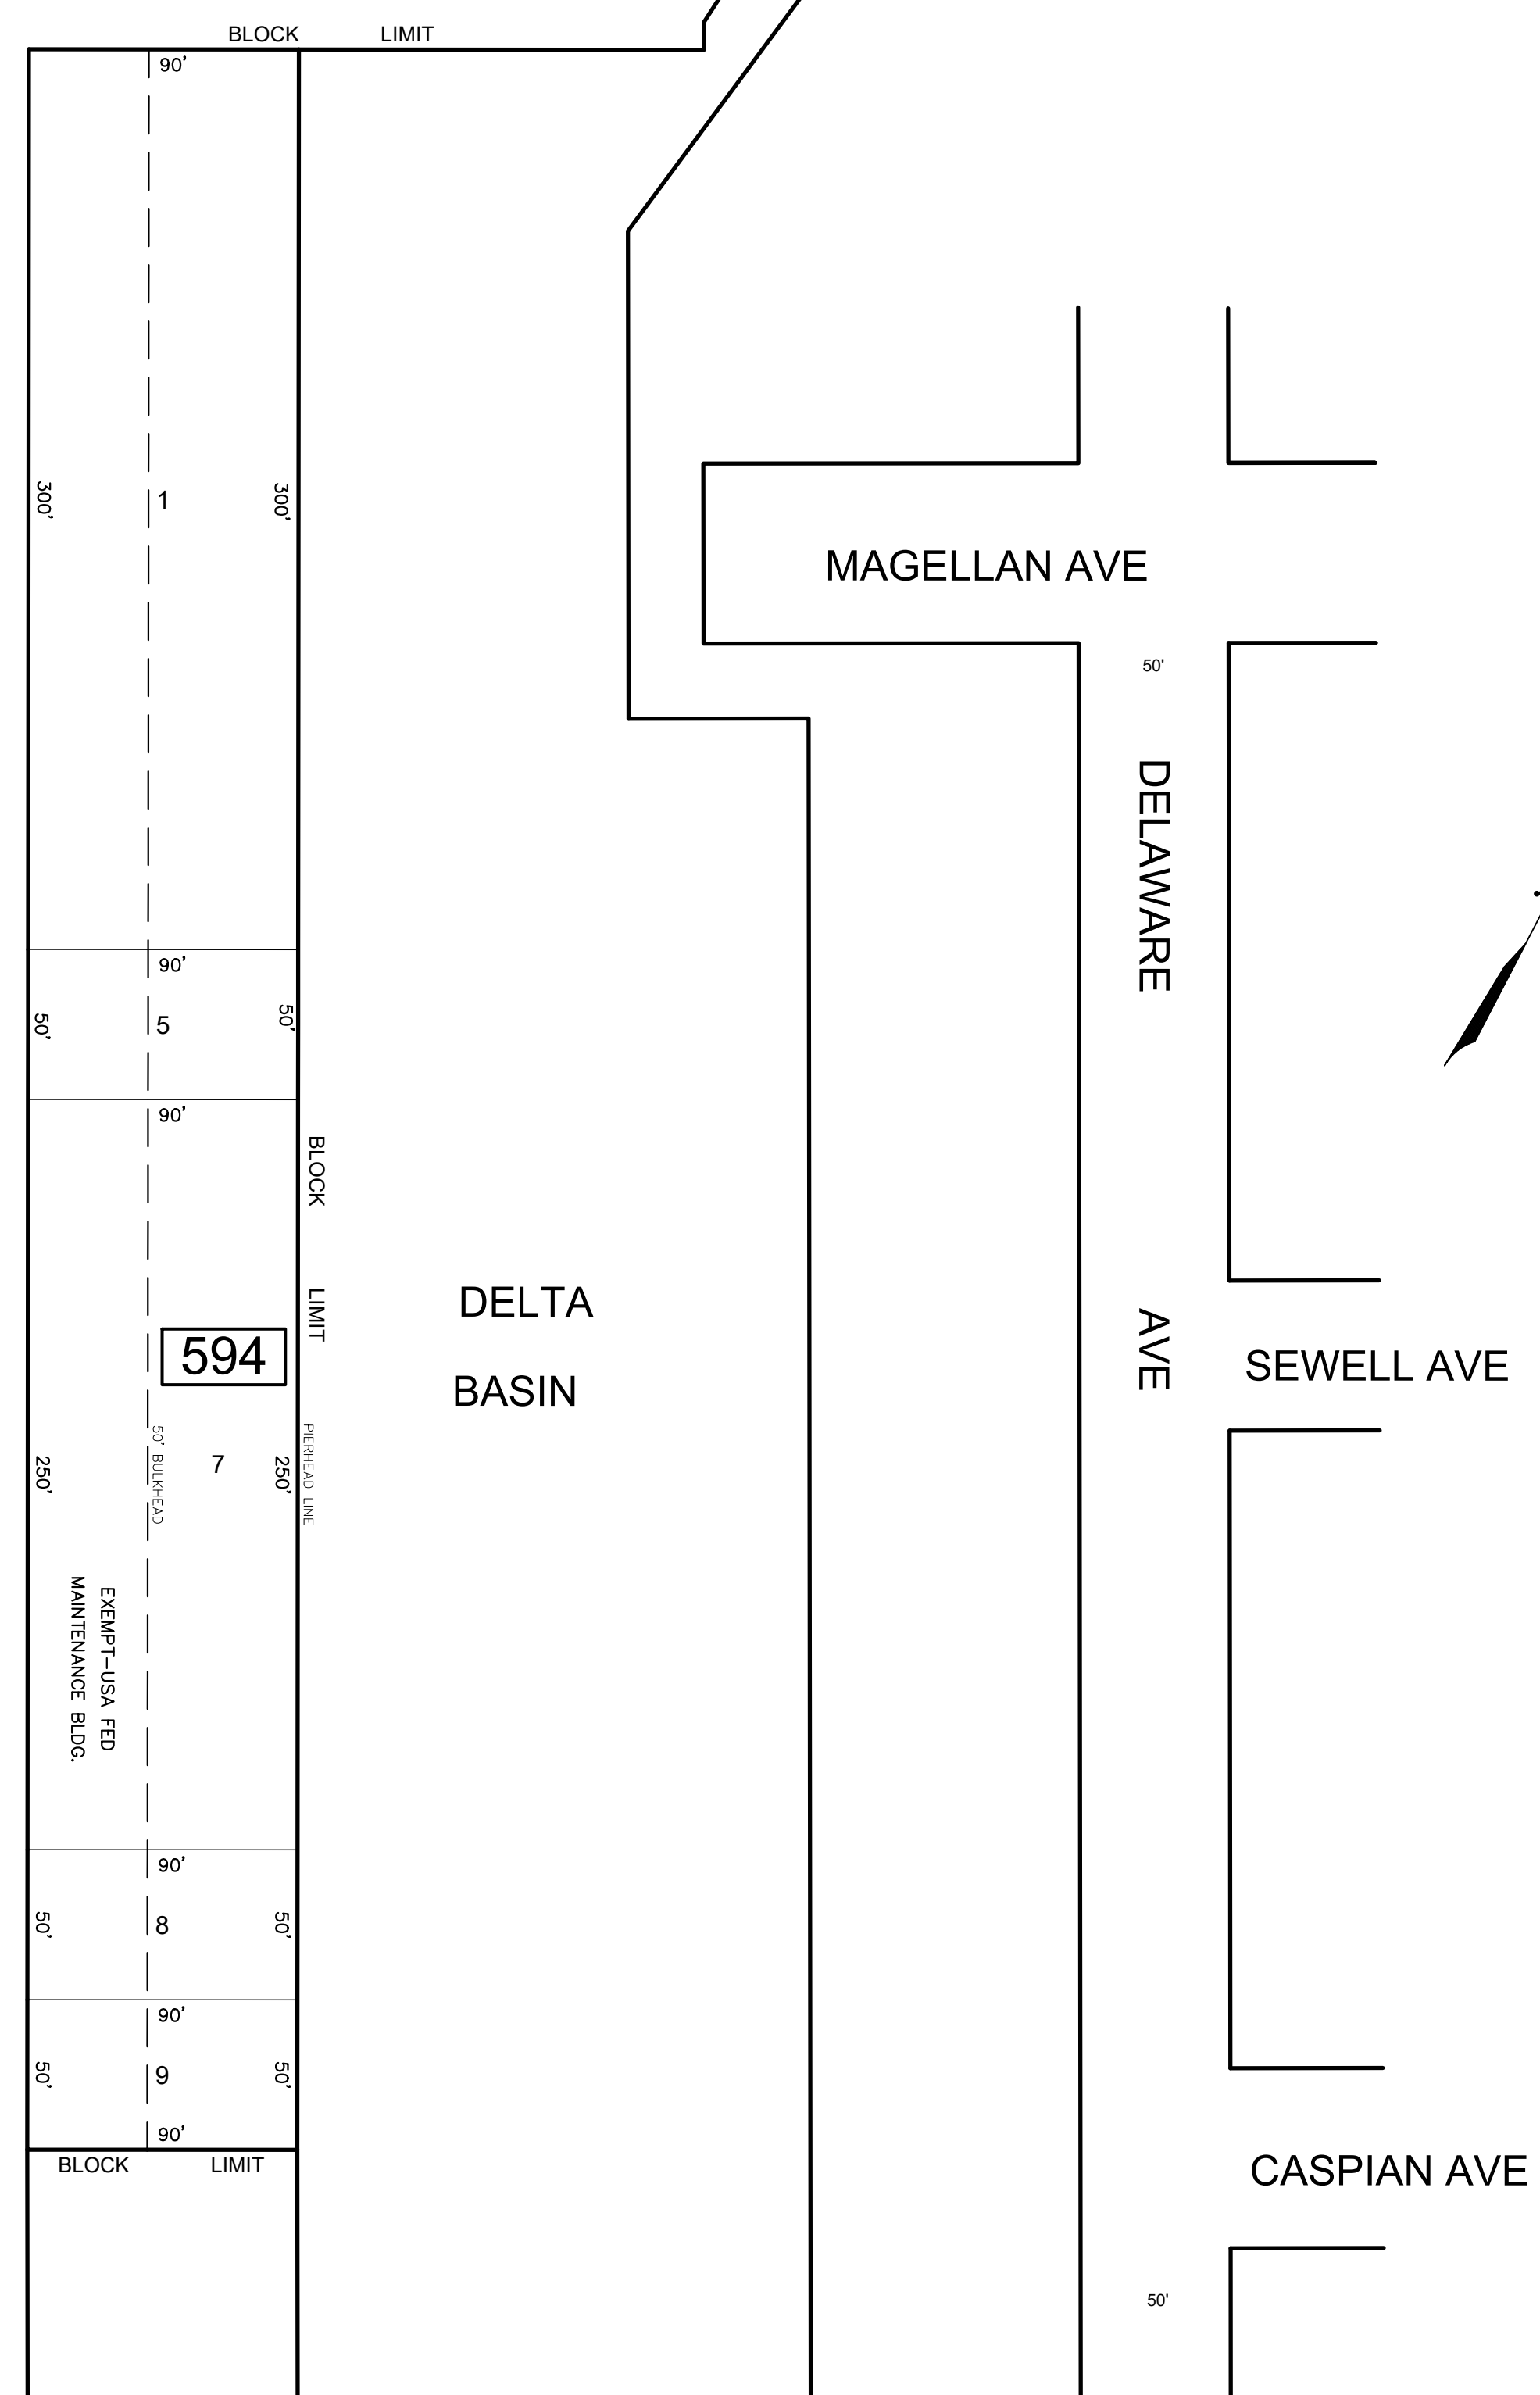 BLOCK LIMIT
90'
300'
1
300'
MAGELLAN AVE
50'
DELAWARE AVE
90'
50'
5
50'
90'
BLOCK LIMIT
DELTA
BASIN
594
SEWELL AVE
250'
50' BULKHEAD
7
250'
PIERHEAD LINE
EXEMPT-USA FED
MAINTENANCE BLDG.
90'
50'
8
50'
90'
50'
9
50'
90'
BLOCK LIMIT
CASPIAN AVE
50'